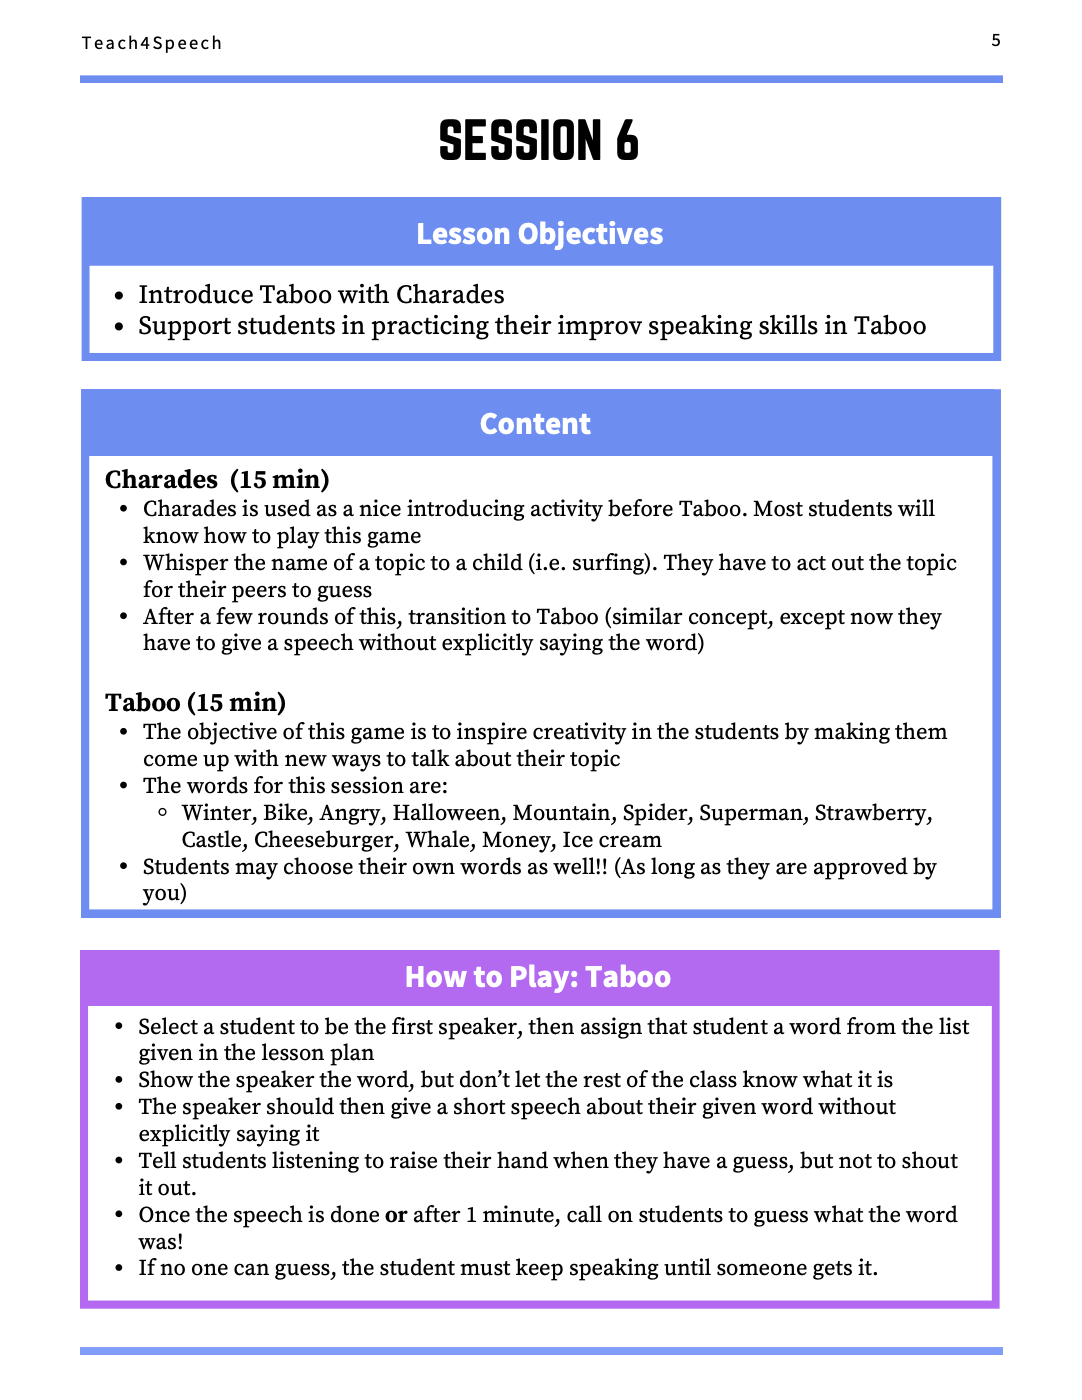 Teach4Speech
5
SESSION 6
Lesson Objectives
• Introduce Taboo with Charades
• Support students in practicing their improv speaking skills in Taboo
Content
Charades (15 min)
• Charades is used as a nice introducing activity before Taboo. Most students will
know how to play this game
• Whisper the name of a topic to a child (i.e. surfing). They have to act out the topic
for their peers to guess
• After a few rounds of this, transition to Taboo (similar concept, except now they
have to give a speech without explicitly saying the word)
Taboo (15 min)
• The objective of this game is to inspire creativity in the students by making them
come up with new ways to talk about their topic
• The words for this session are:
◦ Winter, Bike, Angry, Halloween, Mountain, Spider, Superman, Strawberry,
Castle, Cheeseburger, Whale, Money, Ice cream
• Students may choose their own words as well!! (As long as they are approved by
you)
How to Play: Taboo
• Select a student to be the first speaker, then assign that student a word from the list
given in the lesson plan
• Show the speaker the word, but don’t let the rest of the class know what it is
• The speaker should then give a short speech about their given word without
explicitly saying it
• Tell students listening to raise their hand when they have a guess, but not to shout
it out.
• Once the speech is done or after 1 minute, call on students to guess what the word
was!
• If no one can guess, the student must keep speaking until someone gets it.